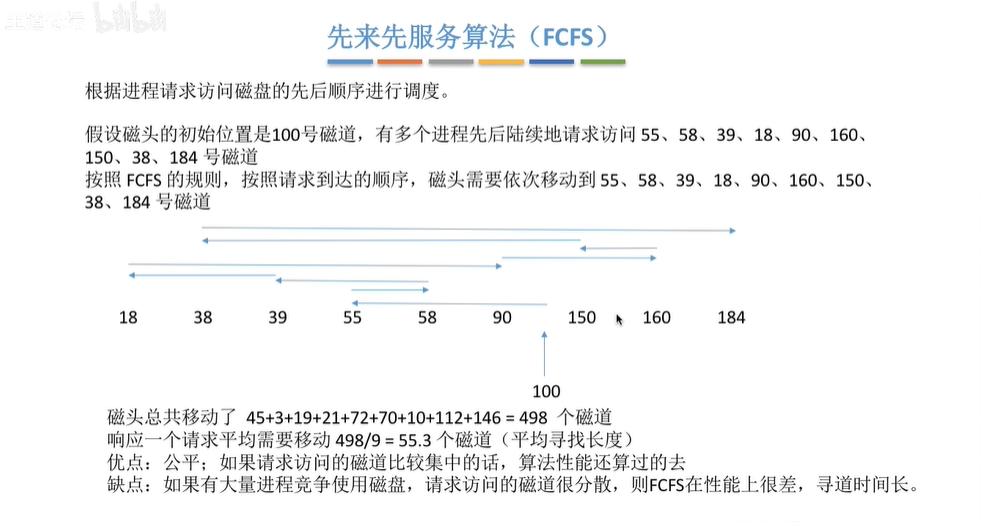 bilibili
先来先服务算法（FCFS）
根据进程请求访问磁盘的先后顺序进行调度。
假设磁头的初始位置是100号磁道，有多个进程先后陆续地请求访问 55、58、39、18、90、160、
150、38、184 号磁道
按照 FCFS 的规则，按照请求到达的顺序，磁头需要依次移动到 55、58、39、18、90、160、150、
38、184 号磁道
18 38 39 55 58 90 150 160 184
100
磁头总共移动了 45+3+19+21+72+70+10+112+146 = 498 个磁道
响应一个请求平均需要移动 498/9 = 55.3 个磁道（平均寻找长度）
优点：公平；如果请求访问的磁道比较集中的话，算法性能还算过的去
缺点：如果有大量进程竞争使用磁盘，请求访问的磁道很分散，则FCFS在性能上很差，寻道时间长。